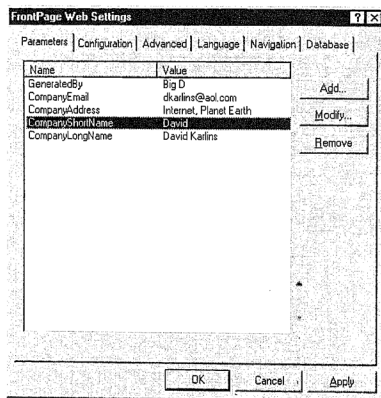 FrontPage Web Settings
Parameters Configuration Advanced Language Navigation Database
Name Value
GeneratedBy Big D
CompanyEmail dkarlins@aol.com
CompanyAddress Internet, Planet Earth
CompanyShortName David
CompanyLongName David Karlins
Add...
Modify...
Remove
OK Cancel Apply